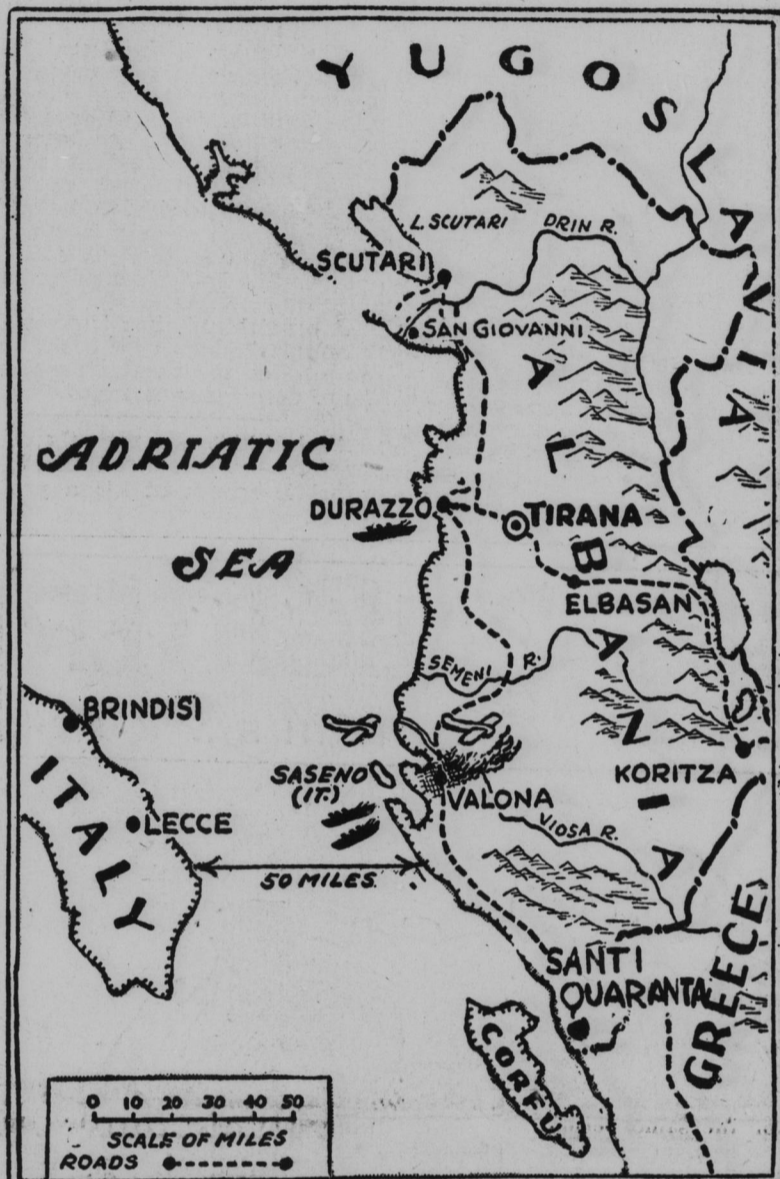 YUGOSLAVIA
L. SCUTARI
DRIN R.
SCUTARI
SAN GIOVANNI
ALBANIA
ADRIATIC
SEA
DURAZZO
TIRANA
ELBASAN
SEMENI R.
BRINDISI
ITALY
LECCE
SASENO
(IT.)
VALONA
KORITZA
VIOSA R.
50 MILES
SANTI
QUARANTA
GREECE
CORFU
0 10 20 30 40 50
SCALE OF MILES
ROADS